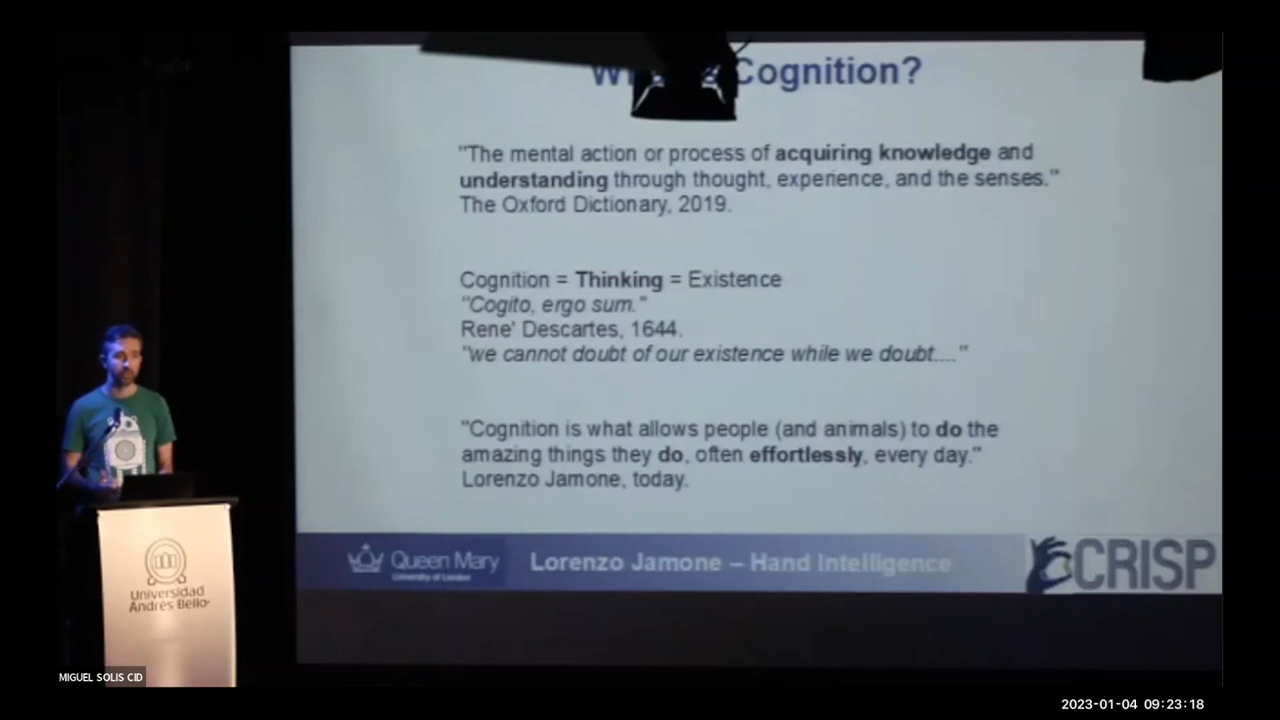 Cognition?
"The mental action or process of acquiring knowledge and
understanding through thought, experience, and the senses."
The Oxford Dictionary, 2019.
Cognition = Thinking = Existence
"Cogito, ergo sum."
Rene' Descartes, 1644.
"we cannot doubt of our existence while we doubt...."
"Cognition is what allows people (and animals) to do the
amazing things they do, often effortlessly, every day."
Lorenzo Jamone, today.
Queen Mary
University of London
Lorenzo Jamone – Hand Intelligence
CRISP
Universidad
Andrés Bello
MIGUEL SOLIS CID
2023-01-04 09:23:18